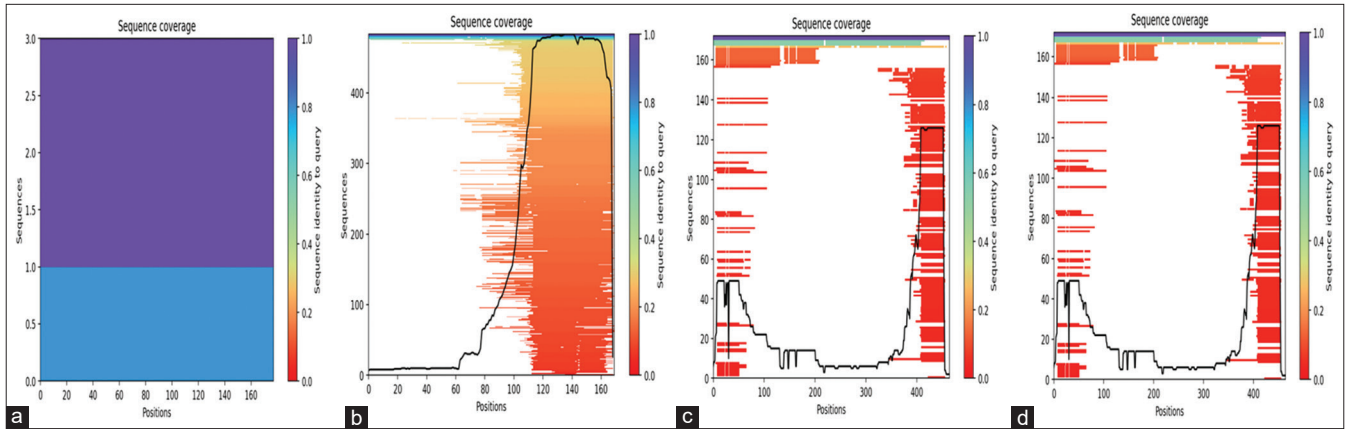 Sequence coverage
3.0
2.5
2.0
1.5
1.0
0.5
0.0
Sequences
0 20 40 60 80 100 120 140 160
Positions
1.0
0.8
0.6
0.4
0.2
0.0
Sequence identity to query
a
Sequence coverage
400
300
200
100
0
Sequences
0 20 40 60 80 100 120 140 160
Positions
1.0
0.8
0.6
0.4
0.2
0.0
Sequence identity to query
b
Sequence coverage
160
140
120
100
80
60
40
20
0
Sequences
0 100 200 300 400
Positions
1.0
0.8
0.6
0.4
0.2
0.0
Sequence identity to query
c
Sequence coverage
160
140
120
100
80
60
40
20
0
Sequences
0 100 200 300 400
Positions
1.0
0.8
0.6
0.4
0.2
0.0
Sequence identity to query
d